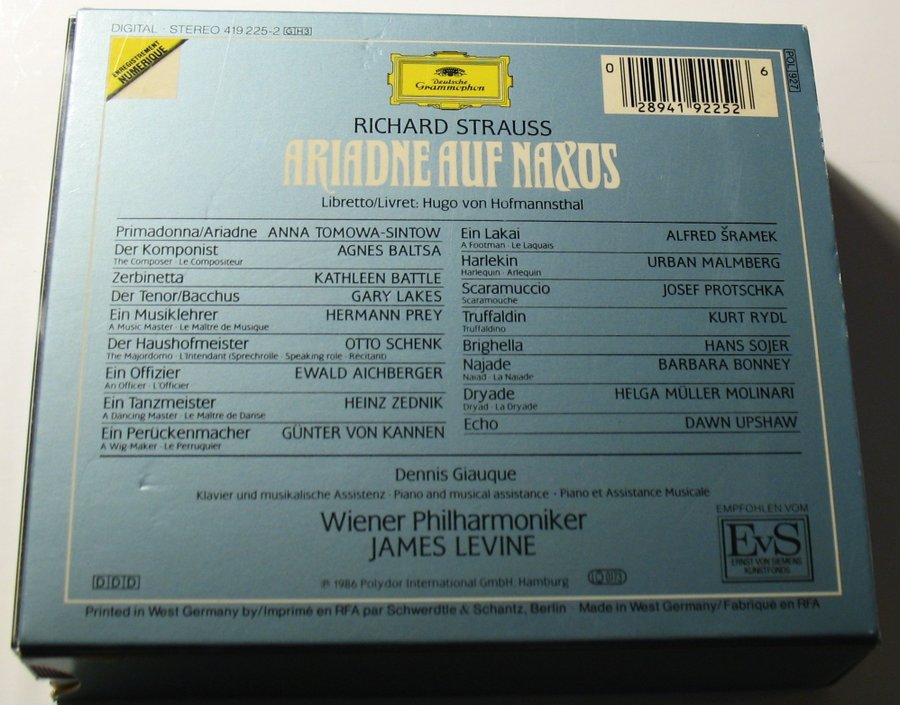 DIGITAL · STEREO 419 225-2 GH3
ENREGISTREMENT
NUMERIQUE
Deutsche
Grammophon
POL 927
0 28941 92252 6
RICHARD STRAUSS
ARIADNE AUF NAXOS
Libretto/Livret: Hugo von Hofmannsthal
Primadonna/Ariadne ANNA TOMOWA-SINTOW
Der Komponist AGNES BALTSA
The Composer · Le Compositeur
Zerbinetta KATHLEEN BATTLE
Der Tenor/Bacchus GARY LAKES
Ein Musiklehrer HERMANN PREY
A Music Master · Le Maître de Musique
Der Haushofmeister OTTO SCHENK
The Majordomo · L'Intendant (Sprechrolle · Speaking role · Récitant)
Ein Offizier EWALD AICHBERGER
An Officer · L'Officier
Ein Tanzmeister HEINZ ZEDNIK
A Dancing Master · Le Maître de Danse
Ein Perückenmacher GÜNTER VON KANNEN
A Wig-Maker · Le Perruquier
Ein Lakai ALFRED ŠRAMEK
A Footman · Le Laquais
Harlekin URBAN MALMBERG
Harlequin · Arlequin
Scaramuccio JOSEF PROTSCHKA
Scaramouche
Truffaldin KURT RYDL
Truffaldino
Brighella HANS SOJER
Najade BARBARA BONNEY
Naiad · La Naïade
Dryade HELGA MÜLLER MOLINARI
Dryad · La Dryade
Echo DAWN UPSHAW
Dennis Giauque
Klavier und musikalische Assistenz · Piano and musical assistance · Piano et Assistance Musicale
Wiener Philharmoniker
JAMES LEVINE
EMPFOHLEN VOM
EvS
ERNST VON SIEMENS
KUNSTFONDS
DDD
℗ 1986 Polydor International GmbH, Hamburg
LC 0173
Printed in West Germany by/Imprimé en RFA par Schwerdtle & Schantz, Berlin · Made in West Germany/Fabriqué en RFA